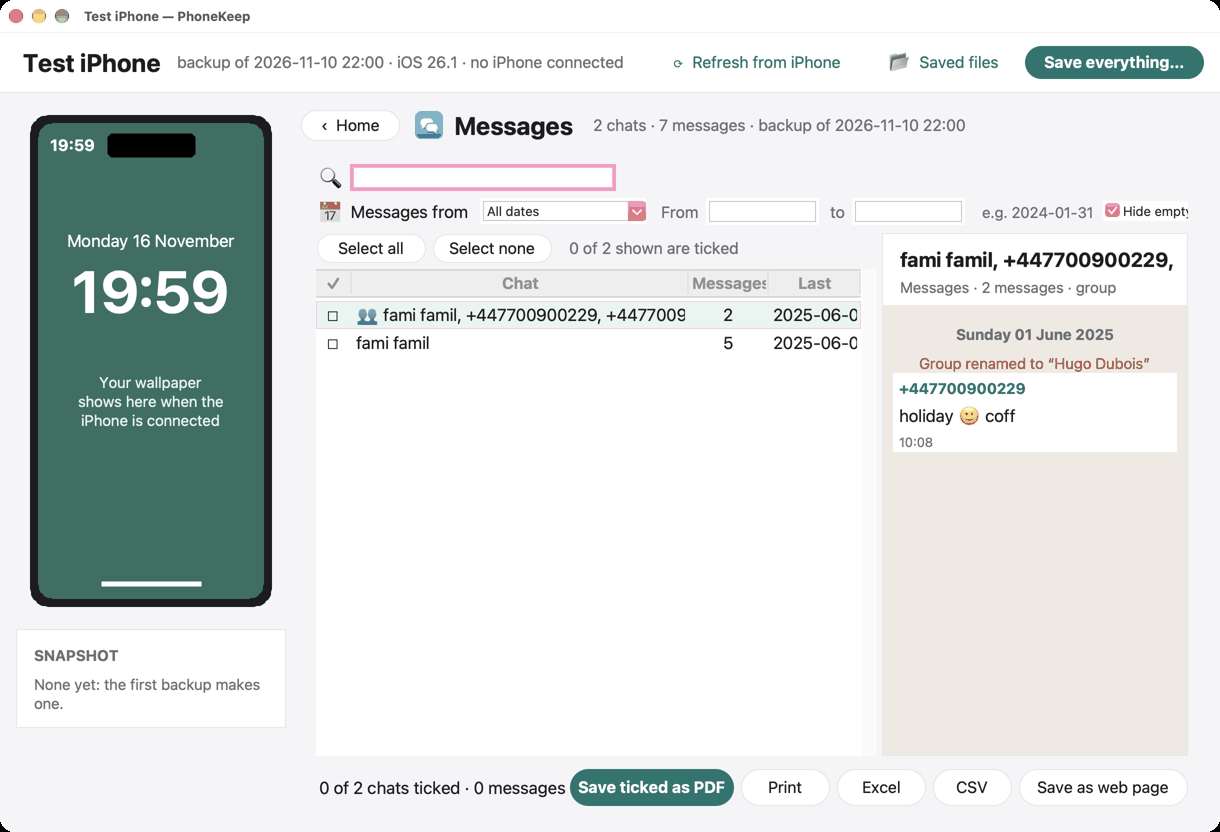 Test iPhone — PhoneKeep
Test iPhone backup of 2026-11-10 22:00 · iOS 26.1 · no iPhone connected Refresh from iPhone Saved files Save everything...
19:59
Monday 16 November
19:59
Your wallpaper
shows here when the
iPhone is connected
SNAPSHOT
None yet: the first backup makes
one.
‹ Home Messages 2 chats · 7 messages · backup of 2026-11-10 22:00
17 Messages from All dates From to e.g. 2024-01-31 Hide empty
Select all Select none 0 of 2 shown are ticked
✓ Chat Messages Last
fami famil, +447700900229, +4477009 2 2025-06-0
fami famil 5 2025-06-0
fami famil, +447700900229,
Messages · 2 messages · group
Sunday 01 June 2025
Group renamed to “Hugo Dubois”
+447700900229
holiday 🙂 coff
10:08
0 of 2 chats ticked · 0 messages Save ticked as PDF Print Excel CSV Save as web page